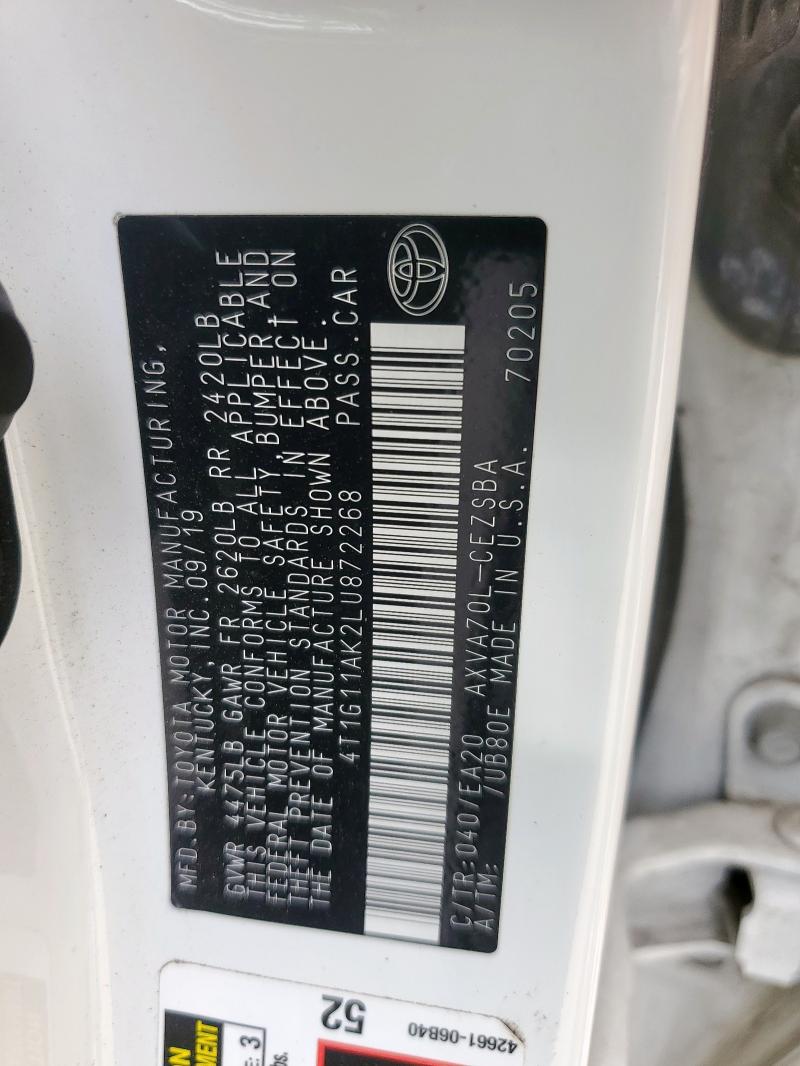 MFD. BY: TOYOTA MOTOR MANUFACTURING,
KENTUCKY, INC. 09/19
GVWR 4475LB GAWR FR 2620LB RR 2420LB
THIS VEHICLE CONFORMS TO ALL APPLICABLE
FEDERAL MOTOR VEHICLE SAFETY, BUMPER, AND
THEFT PREVENTION STANDARDS IN EFFECT ON
THE DATE OF MANUFACTURE SHOWN ABOVE.
4T1G11AK2LU872268 PASS.CAR
C/TR: 040/EA20 AXVA70L-CEZSBA
A/TM: /UB80E MADE IN U.S.A. 70205
52
42661-06B40
3